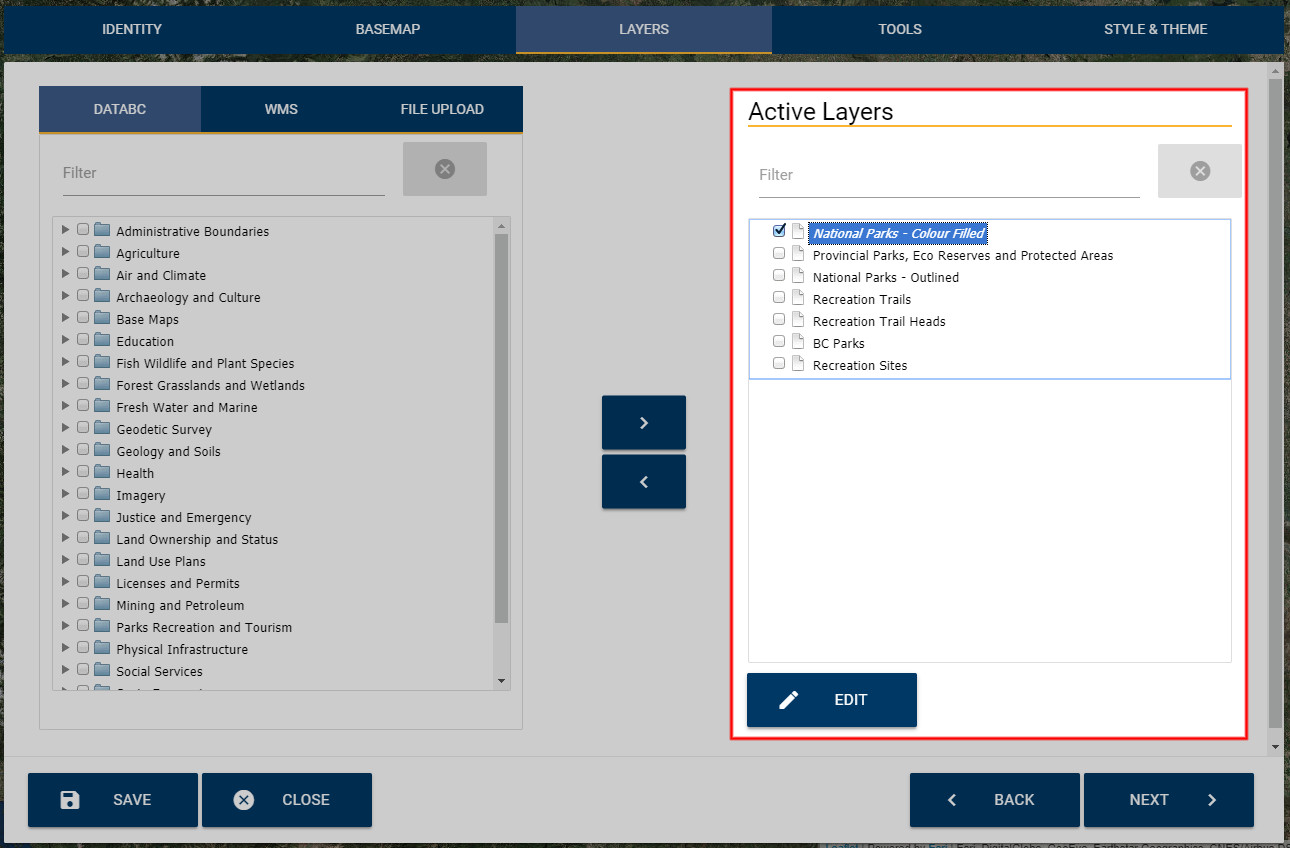 IDENTITY BASEMAP LAYERS TOOLS STYLE & THEME
DATABC WMS FILE UPLOAD
Filter
Administrative Boundaries
Agriculture
Air and Climate
Archaeology and Culture
Base Maps
Education
Fish Wildlife and Plant Species
Forest Grasslands and Wetlands
Fresh Water and Marine
Geodetic Survey
Geology and Soils
Health
Imagery
Justice and Emergency
Land Ownership and Status
Land Use Plans
Licenses and Permits
Mining and Petroleum
Parks Recreation and Tourism
Physical Infrastructure
Social Services
Active Layers
Filter
National Parks - Colour Filled
Provincial Parks, Eco Reserves and Protected Areas
National Parks - Outlined
Recreation Trails
Recreation Trail Heads
BC Parks
Recreation Sites
EDIT
SAVE CLOSE BACK NEXT